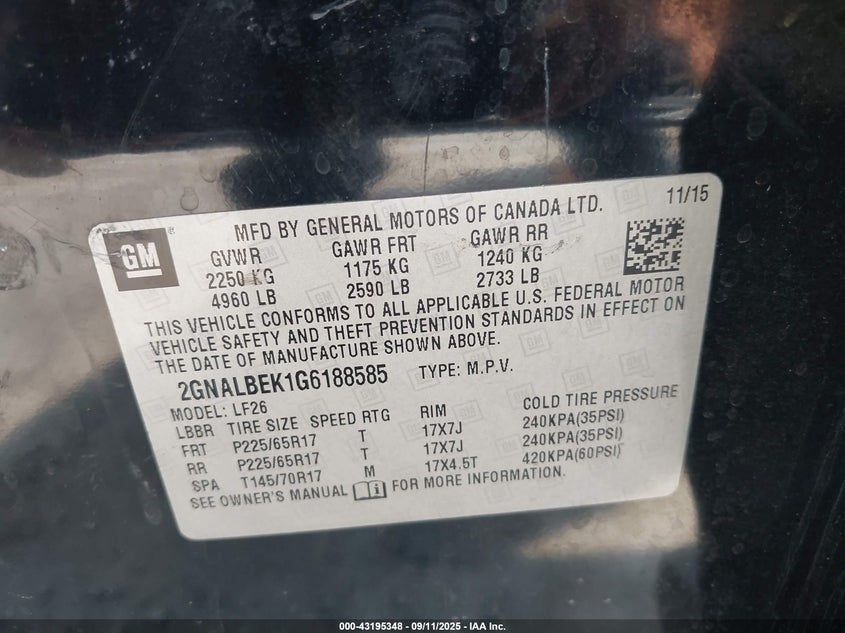 GM
MFD BY GENERAL MOTORS OF CANADA LTD. 11/15
GVWR GAWR FRT GAWR RR
2250 KG 1175 KG 1240 KG
4960 LB 2590 LB 2733 LB
THIS VEHICLE CONFORMS TO ALL APPLICABLE U.S. FEDERAL MOTOR
VEHICLE SAFETY AND THEFT PREVENTION STANDARDS IN EFFECT ON
THE DATE OF MANUFACTURE SHOWN ABOVE.
2GNALBEK1G6188585 TYPE: M.P.V.
MODEL: LF26
LBBR TIRE SIZE SPEED RTG RIM COLD TIRE PRESSURE
FRT P225/65R17 T 17X7J 240KPA(35PSI)
RR P225/65R17 T 17X7J 240KPA(35PSI)
SPA T145/70R17 M 17X4.5T 420KPA(60PSI)
SEE OWNER'S MANUAL FOR MORE INFORMATION.
000-43195348 - 09/11/2025 - IAA Inc.